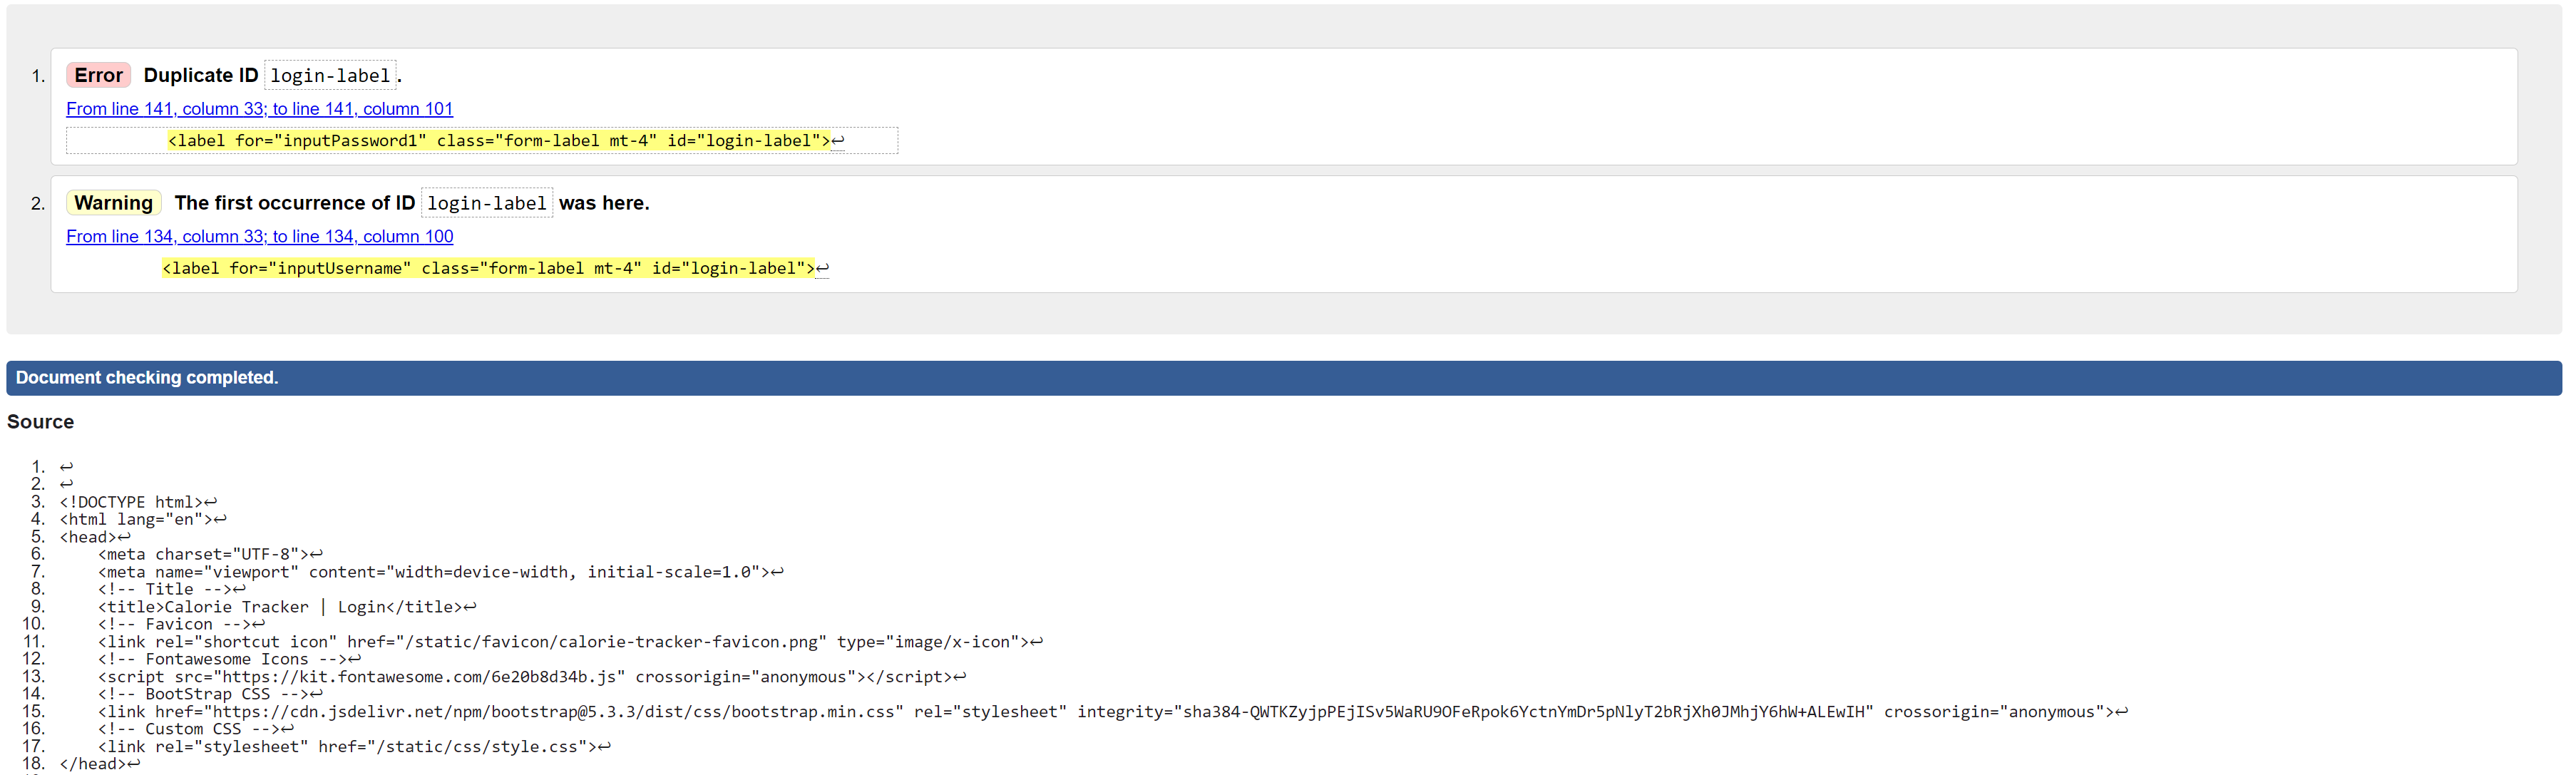 1. Error Duplicate ID login-label.
From line 141, column 33; to line 141, column 101
<label for="inputPassword1" class="form-label mt-4" id="login-label">↩
2. Warning The first occurrence of ID login-label was here.
From line 134, column 33; to line 134, column 100
<label for="inputUsername" class="form-label mt-4" id="login-label">↩
Document checking completed.
Source
1. ↩
2. ↩
3. <!DOCTYPE html>↩
4. <html lang="en">↩
5. <head>↩
6. <meta charset="UTF-8">↩
7. <meta name="viewport" content="width=device-width, initial-scale=1.0">↩
8. <!-- Title -->↩
9. <title>Calorie Tracker | Login</title>↩
10. <!-- Favicon -->↩
11. <link rel="shortcut icon" href="/static/favicon/calorie-tracker-favicon.png" type="image/x-icon">↩
12. <!-- Fontawesome Icons -->↩
13. <script src="https://kit.fontawesome.com/6e20b8d34b.js" crossorigin="anonymous"></script>↩
14. <!-- BootStrap CSS -->↩
15. <link href="https://cdn.jsdelivr.net/npm/bootstrap@5.3.3/dist/css/bootstrap.min.css" rel="stylesheet" integrity="sha384-QWTKZyjpPEjISv5WaRU9OFeRpok6YctnYmDr5pNlyT2bRjXh0JMhjY6hW+ALEwIH" crossorigin="anonymous">↩
16. <!-- Custom CSS -->↩
17. <link rel="stylesheet" href="/static/css/style.css">↩
18. </head>↩